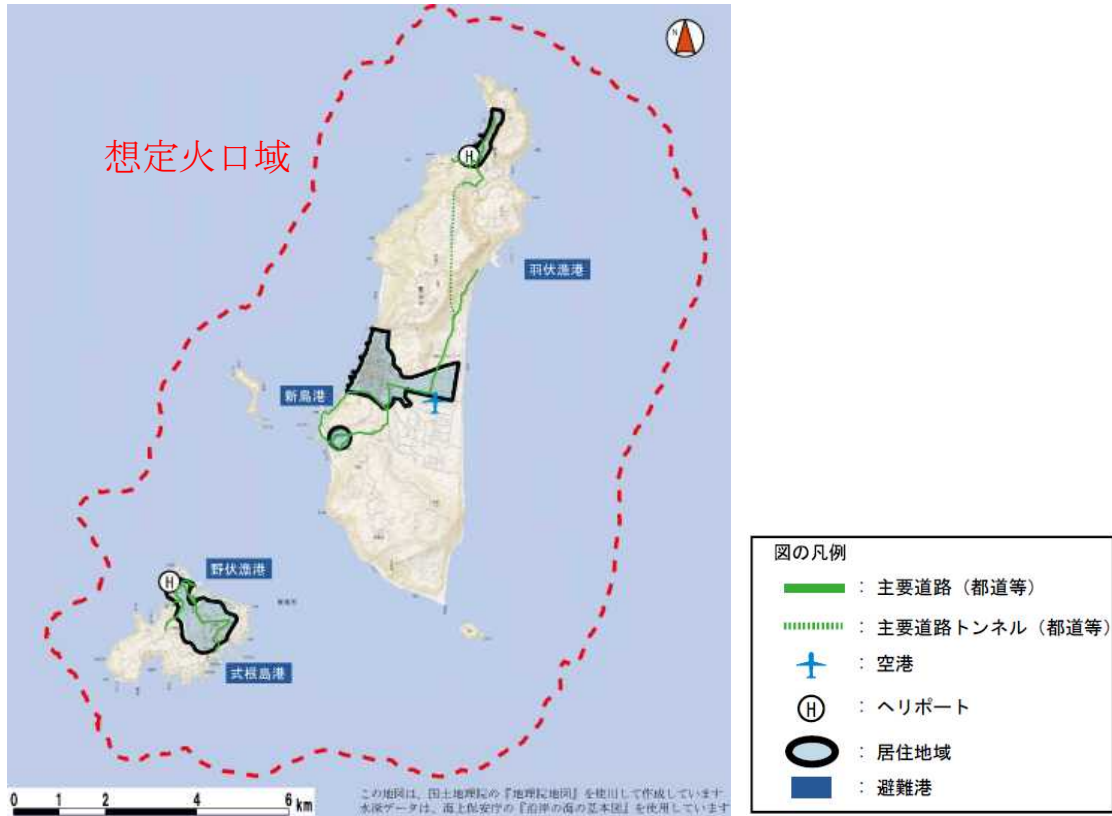 N
想定火口域
H
羽伏漁港
新島港
野伏漁港
H
式根島港
0 1 2 4 6 km
この地図は、国土地理院の『地理院地図』を使用して作成しています
水深データは、海上保安庁の『沿岸の海の基本図』を使用しています
図の凡例
：主要道路（都道等）
：主要道路トンネル（都道等）
：空港
H ：ヘリポート
：居住地域
：避難港